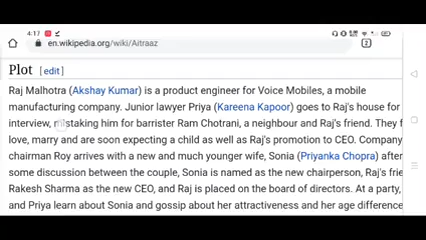 4:17
en.wikipedia.org/wiki/Aitraaz
2
Plot [edit]
Raj Malhotra (Akshay Kumar) is a product engineer for Voice Mobiles, a mobile
manufacturing company. Junior lawyer Priya (Kareena Kapoor) goes to Raj's house for
interview, mistaking him for barrister Ram Chotrani, a neighbour and Raj's friend. They f
love, marry and are soon expecting a child as well as Raj's promotion to CEO. Company
chairman Roy arrives with a new and much younger wife, Sonia (Priyanka Chopra) after
some discussion between the couple, Sonia is named as the new chairperson, Raj's frie
Rakesh Sharma as the new CEO, and Raj is placed on the board of directors. At a party,
and Priya learn about Sonia and gossip about her attractiveness and her age difference